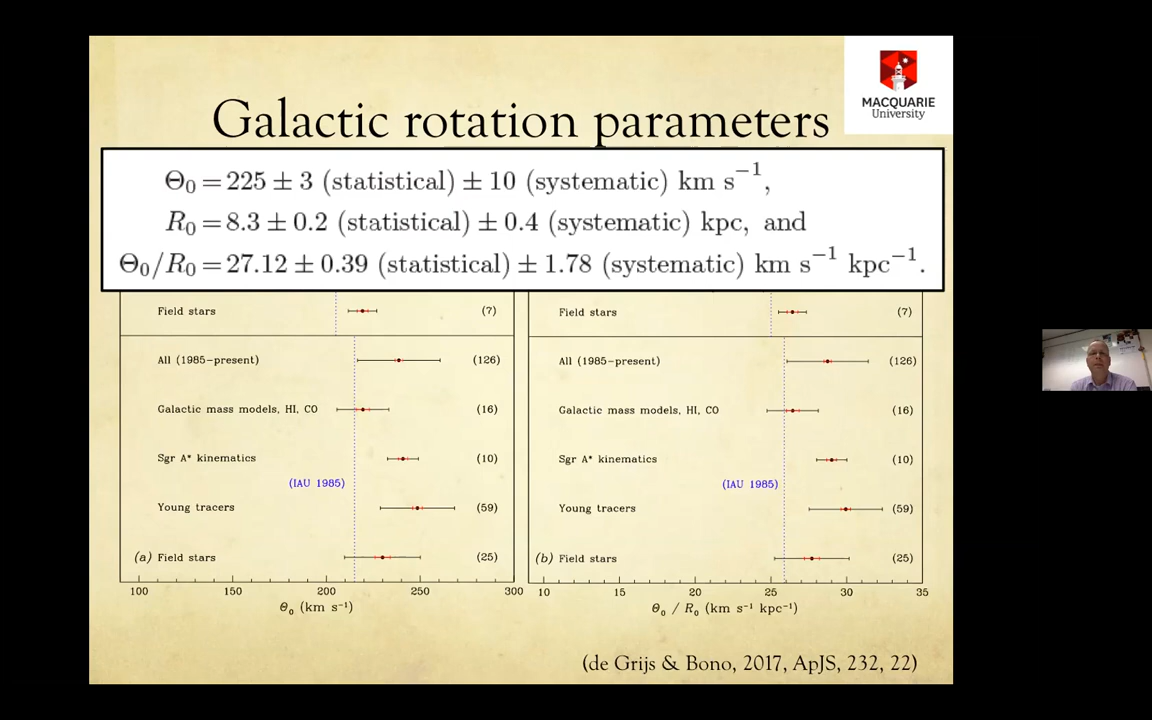 MACQUARIE
University
Galactic rotation parameters
Θ₀ = 225 ± 3 (statistical) ± 10 (systematic) km s⁻¹,
R₀ = 8.3 ± 0.2 (statistical) ± 0.4 (systematic) kpc, and
Θ₀/R₀ = 27.12 ± 0.39 (statistical) ± 1.78 (systematic) km s⁻¹ kpc⁻¹.
Field stars (7)
All (1985–present) (126)
Galactic mass models, HI, CO (16)
Sgr A* kinematics (10)
(IAU 1985)
Young tracers (59)
(a) Field stars (25)
100 150 200 250 300
Θ₀ (km s⁻¹)
Field stars (7)
All (1985–present) (126)
Galactic mass models, HI, CO (16)
Sgr A* kinematics (10)
(IAU 1985)
Young tracers (59)
(b) Field stars (25)
10 15 20 25 30 35
Θ₀ / R₀ (km s⁻¹ kpc⁻¹)
(de Grijs & Bono, 2017, ApJS, 232, 22)